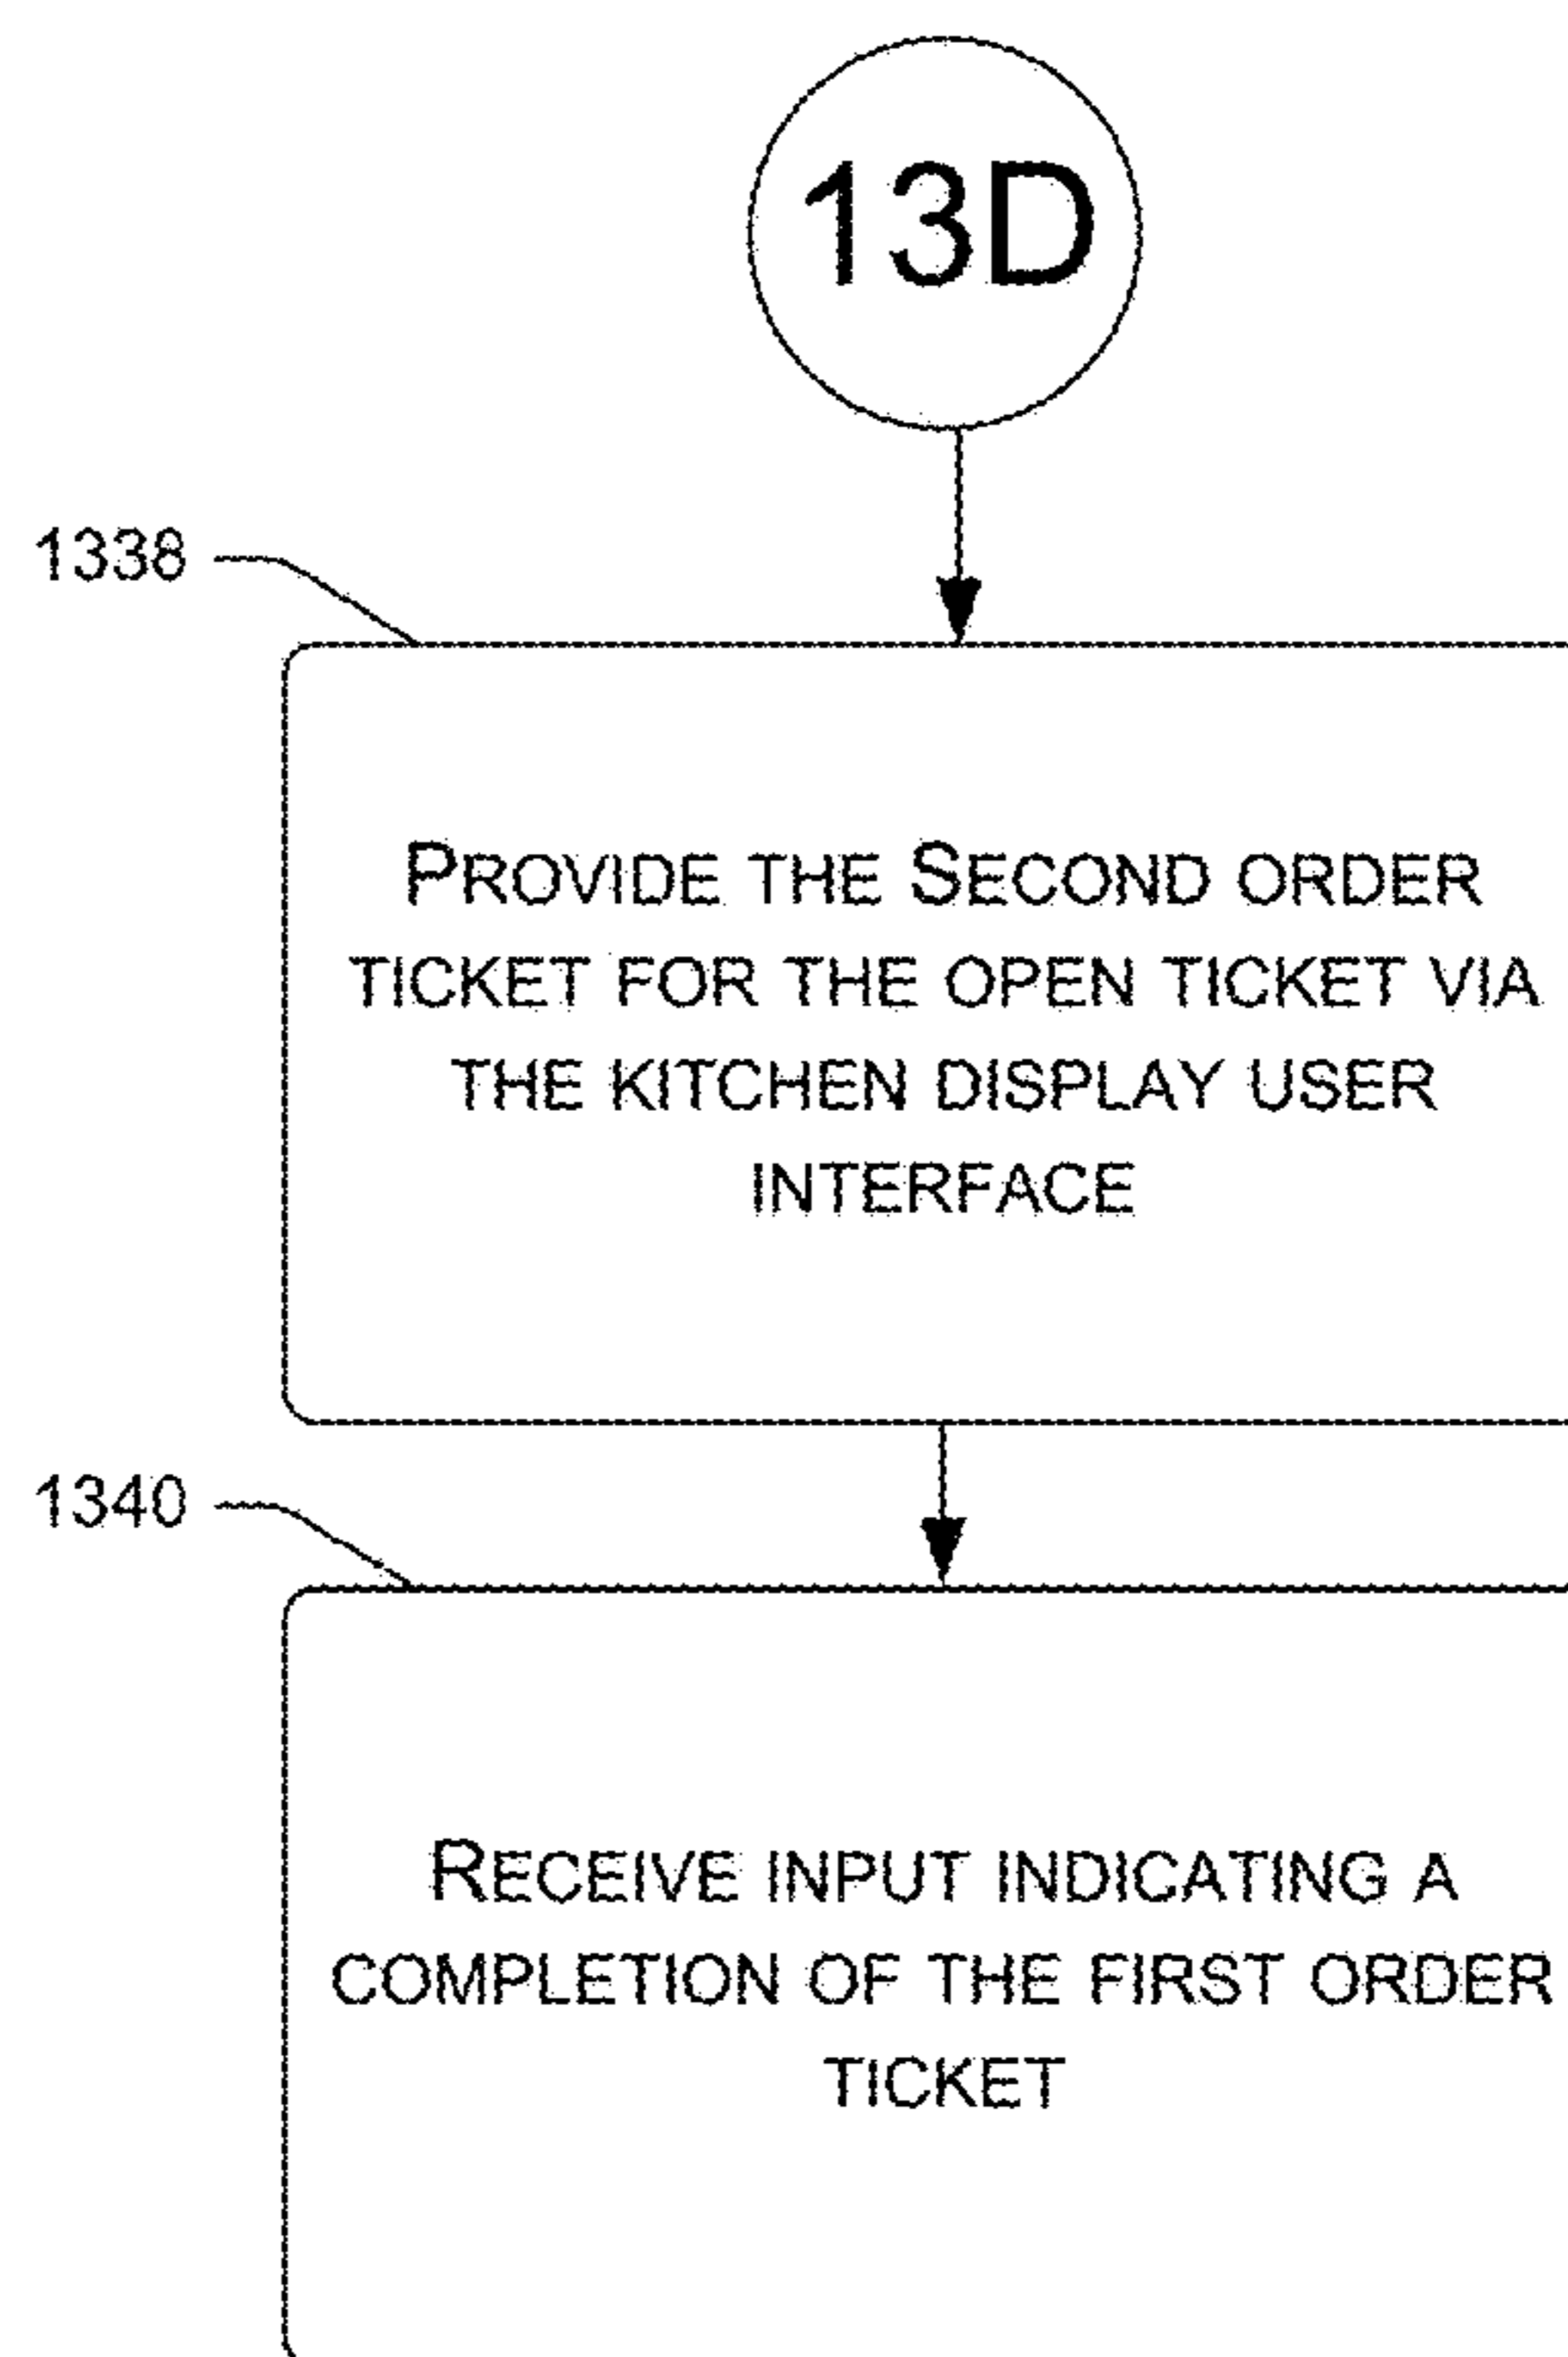 13D
1338
PROVIDE THE SECOND ORDER
TICKET FOR THE OPEN TICKET VIA
THE KITCHEN DISPLAY USER
INTERFACE
1340
RECEIVE INPUT INDICATING A
COMPLETION OF THE FIRST ORDER
TICKET